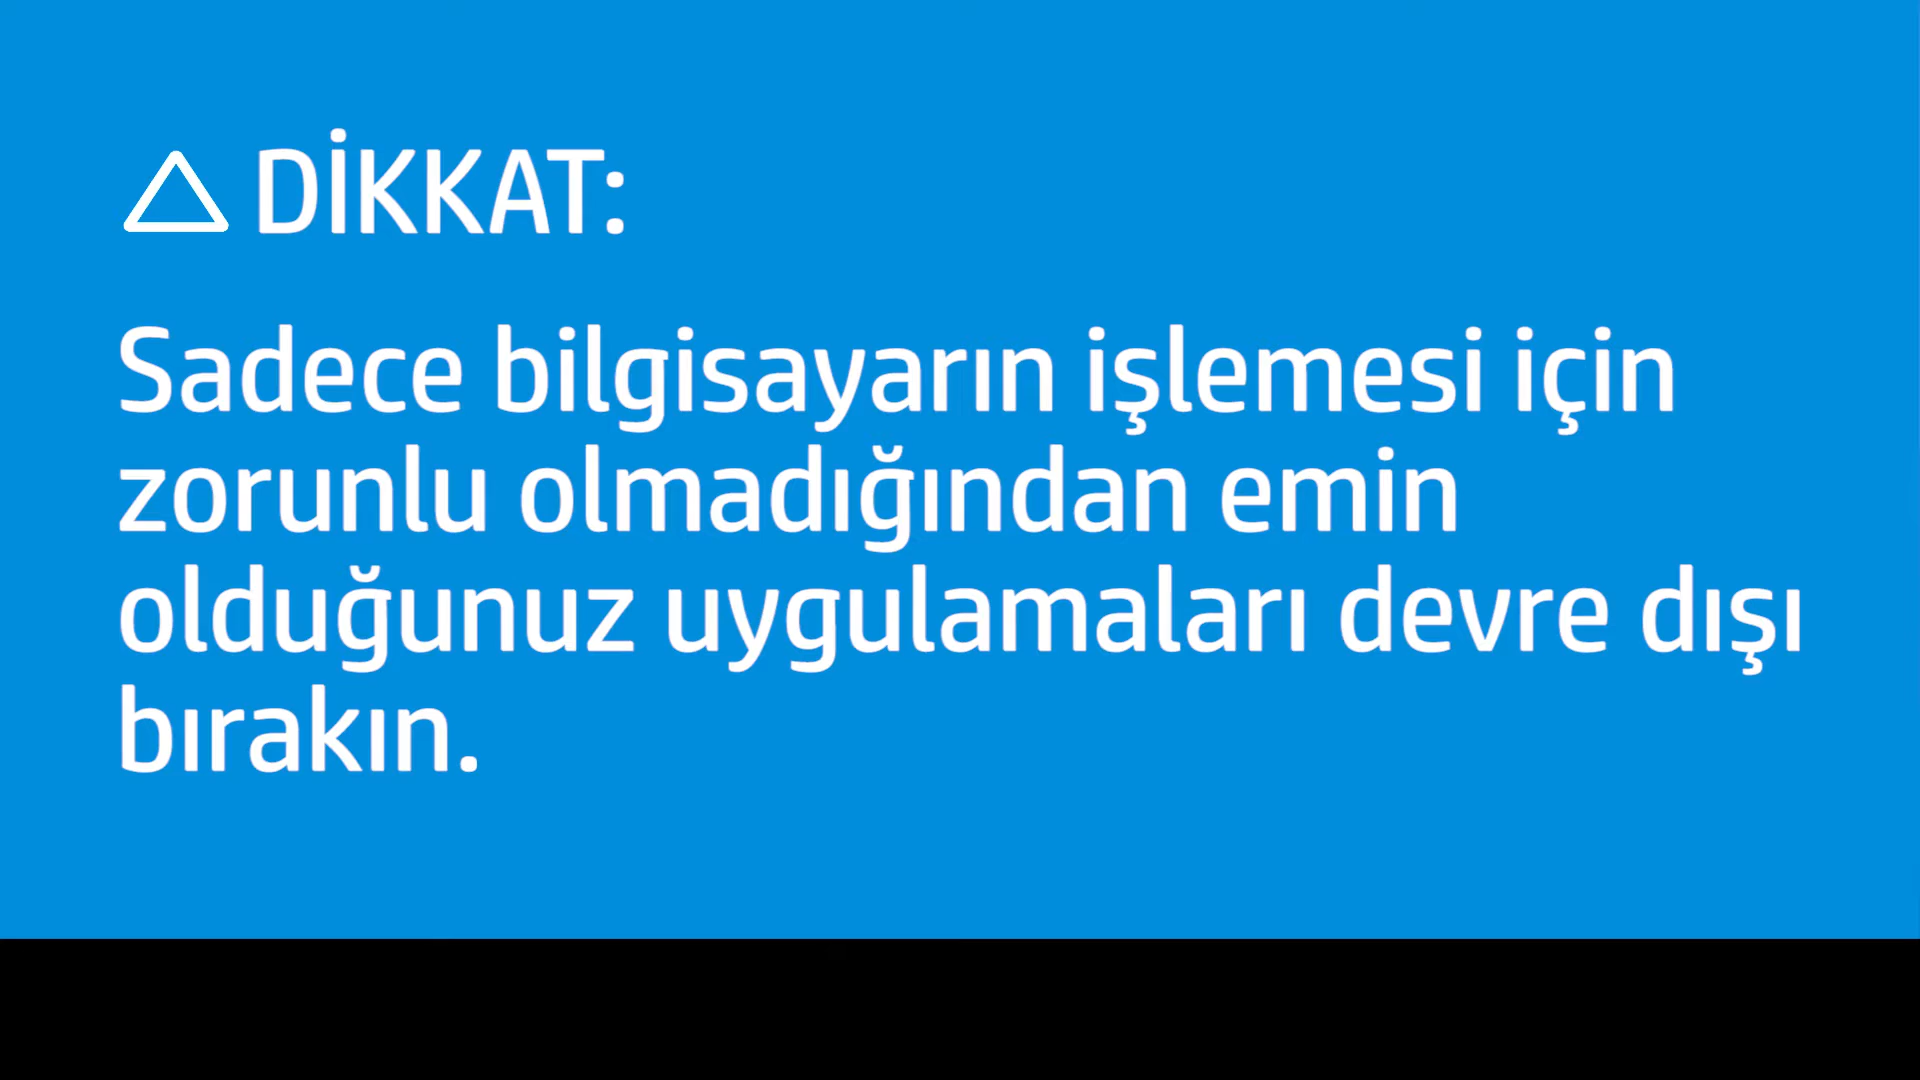 DİKKAT:
Sadece bilgisayarın işlemesi için
zorunlu olmadığından emin
olduğunuz uygulamaları devre dışı
bırakın.